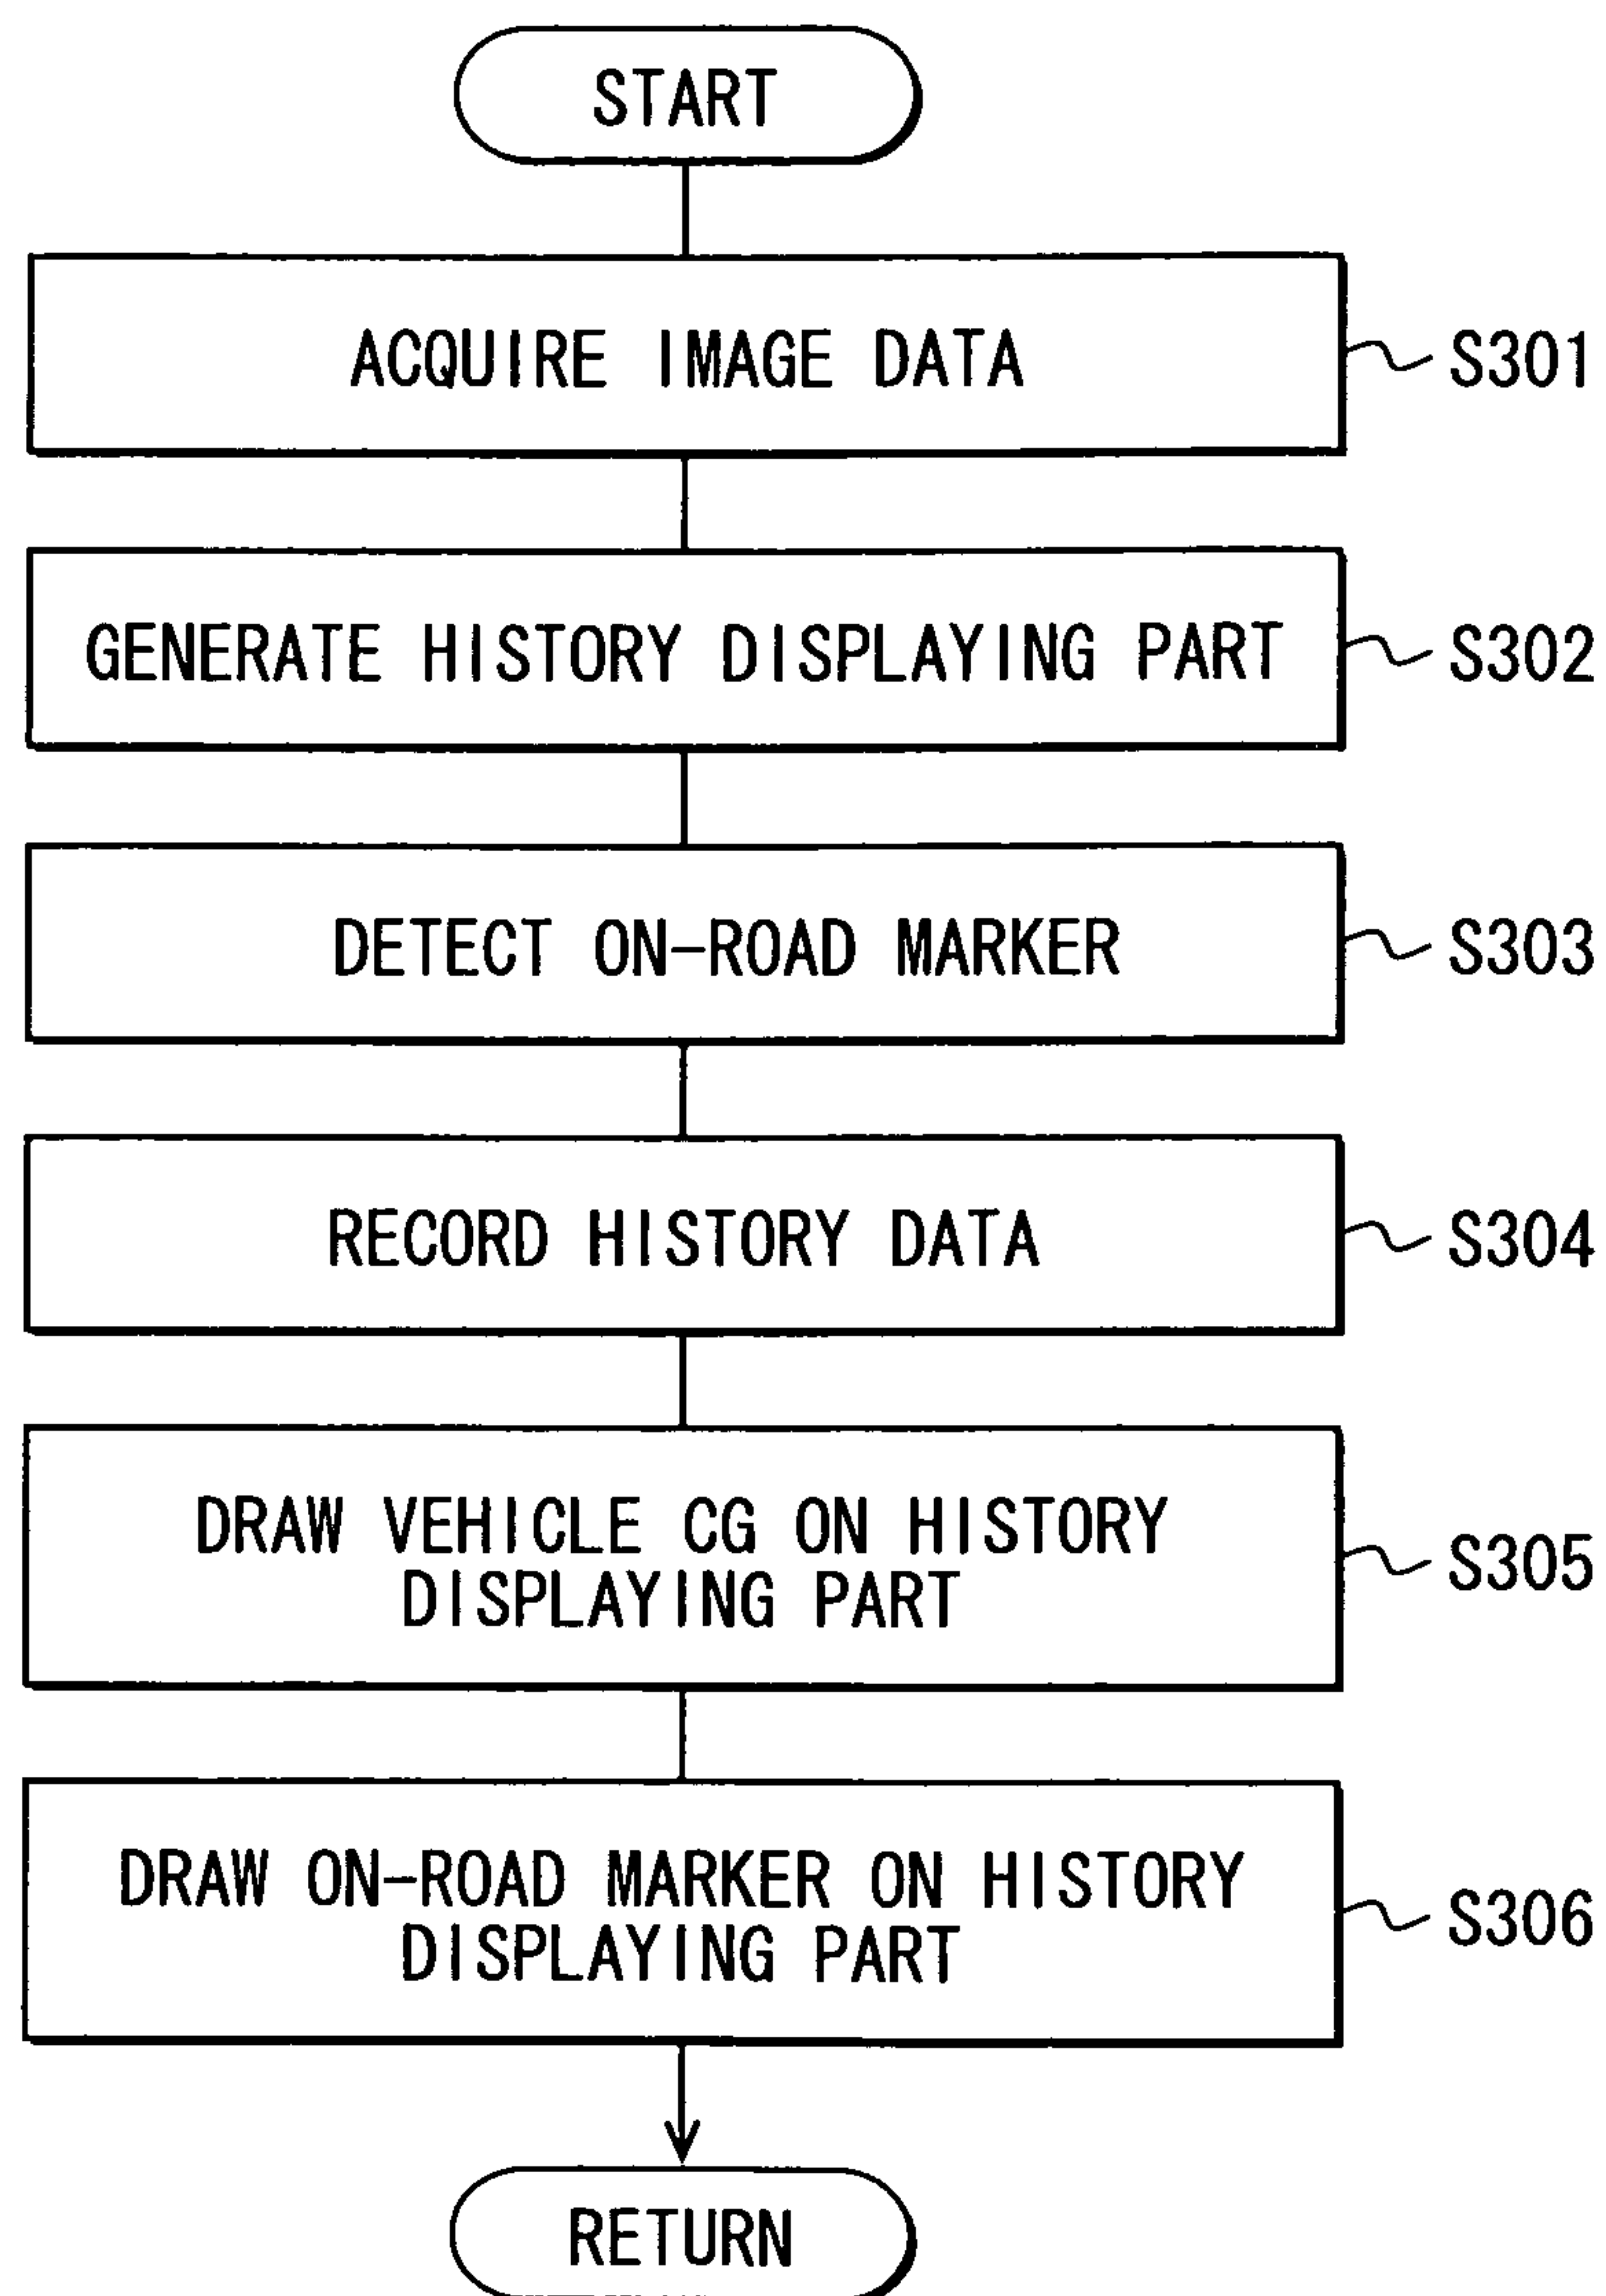 START
ACQUIRE IMAGE DATA
S301
GENERATE HISTORY DISPLAYING PART
S302
DETECT ON-ROAD MARKER
S303
RECORD HISTORY DATA
S304
DRAW VEHICLE CG ON HISTORY
DISPLAYING PART
S305
DRAW ON-ROAD MARKER ON HISTORY
DISPLAYING PART
S306
RETURN